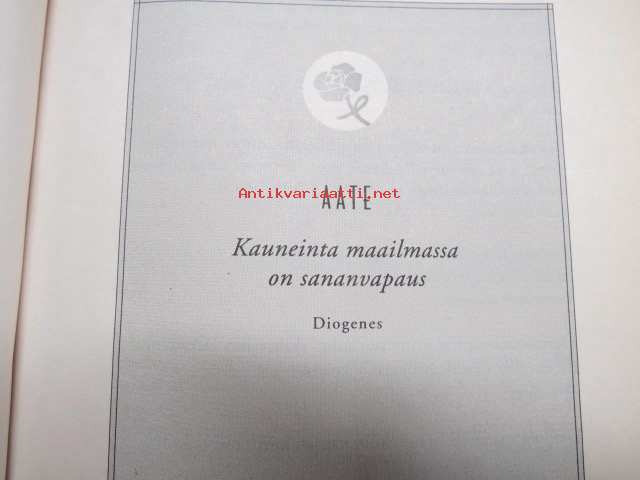 Antikvariaatti.net
AATE
Kauneinta maailmassa
on sananvapaus
Diogenes